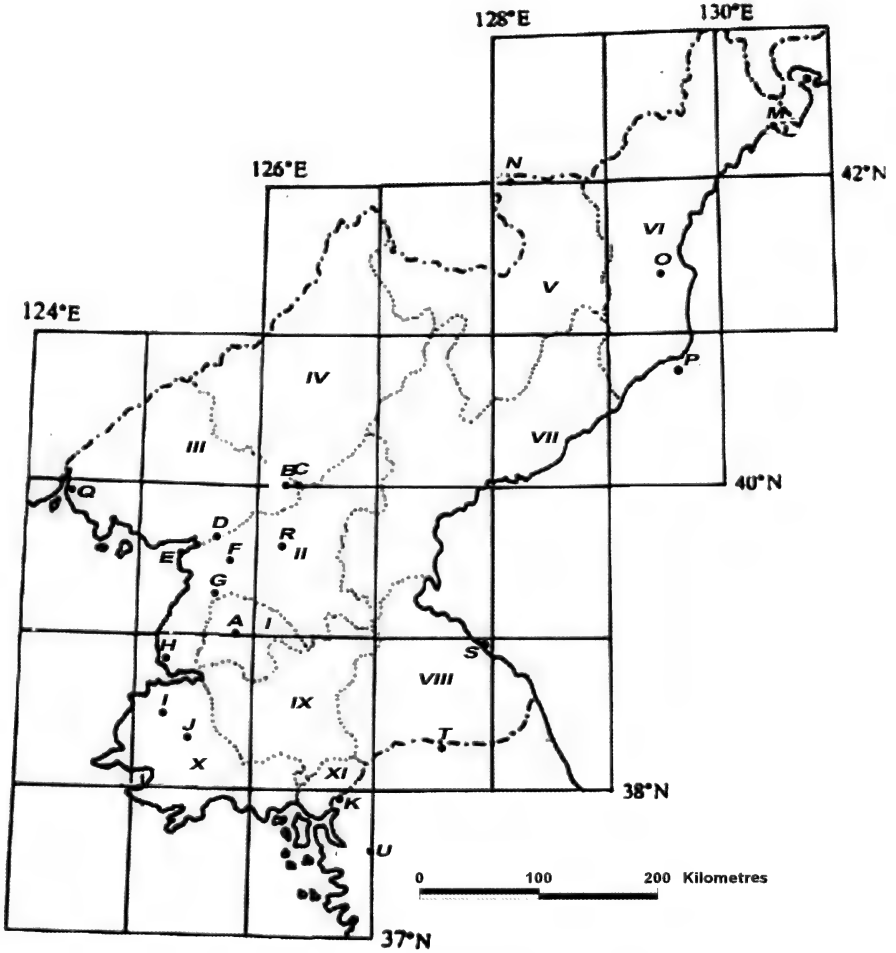 128°E
130°E
M
N
42°N
126°E
VI
O
V
124°E
P
IV
VII
III
B C
40°N
Q
D
R
E
F
II
G
A I
H
S
VIII
I
IX
J
T
X
XI
38°N
K
U
0 100 200 Kilometres
37°N